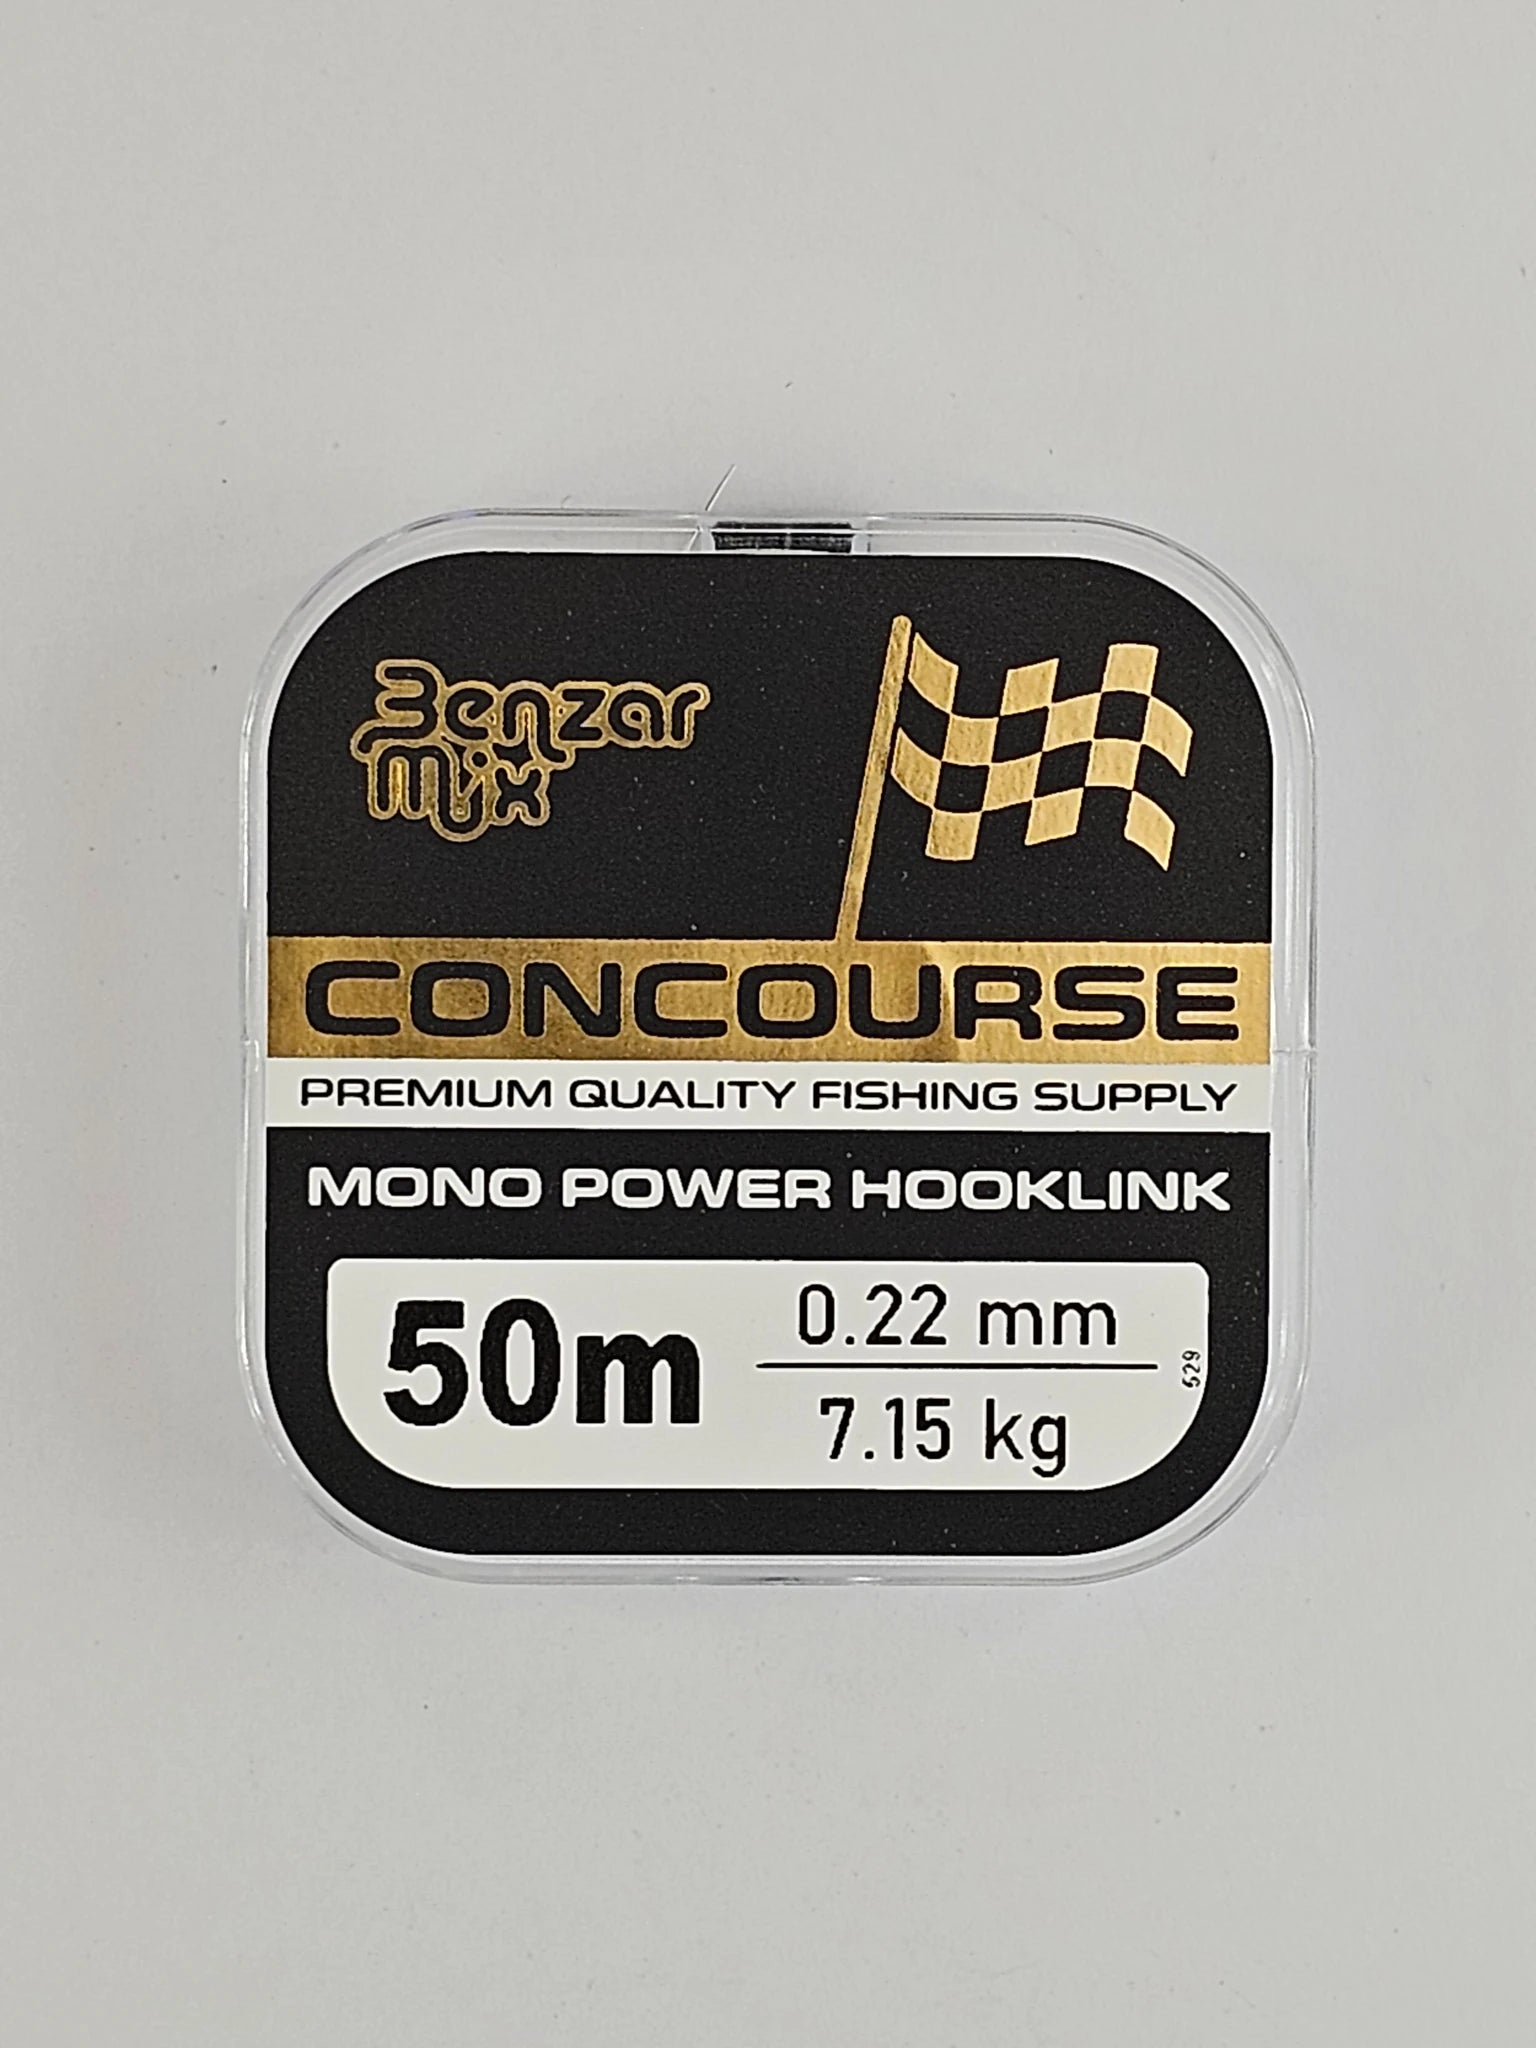 Benzar
Mix
CONCOURSE
PREMIUM QUALITY FISHING SUPPLY
MONO POWER HOOKLINK
50m
0.22 mm
7.15 kg
529